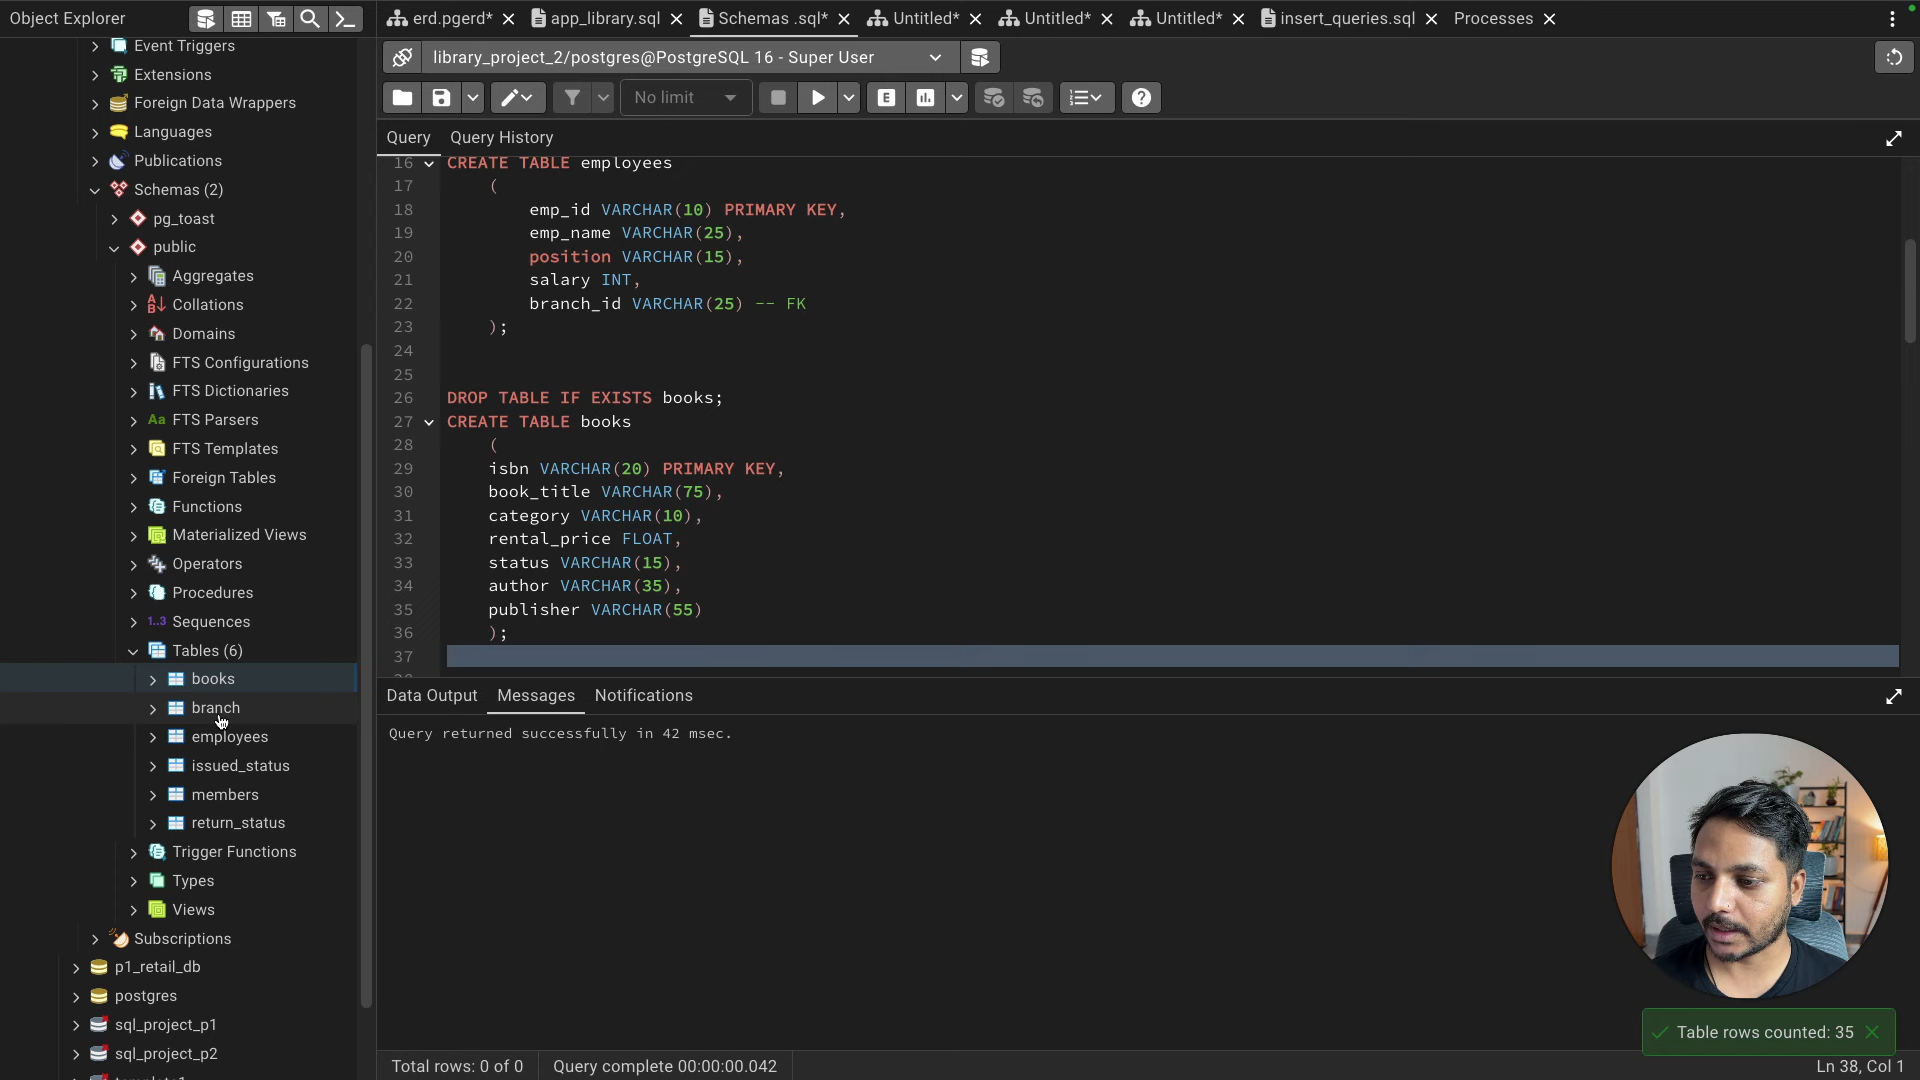 Object Explorer
erd.pgerd*
app_library.sql
Schemas .sql*
Untitled*
Untitled*
Untitled*
insert_queries.sql
Processes
library_project_2/postgres@PostgreSQL 16 - Super User
No limit
E
Query
Query History
Event Triggers
Extensions
Foreign Data Wrappers
Languages
Publications
Schemas (2)
pg_toast
public
Aggregates
Collations
Domains
FTS Configurations
FTS Dictionaries
Aa FTS Parsers
FTS Templates
Foreign Tables
Functions
Materialized Views
Operators
Procedures
1..3 Sequences
Tables (6)
books
branch
employees
issued_status
members
return_status
Trigger Functions
Types
Views
Subscriptions
p1_retail_db
postgres
sql_project_p1
sql_project_p2
16 CREATE TABLE employees
17 (
18 emp_id VARCHAR(10) PRIMARY KEY,
19 emp_name VARCHAR(25),
20 position VARCHAR(15),
21 salary INT,
22 branch_id VARCHAR(25) -- FK
23 );
24
25
26 DROP TABLE IF EXISTS books;
27 CREATE TABLE books
28 (
29 isbn VARCHAR(20) PRIMARY KEY,
30 book_title VARCHAR(75),
31 category VARCHAR(10),
32 rental_price FLOAT,
33 status VARCHAR(15),
34 author VARCHAR(35),
35 publisher VARCHAR(55)
36 );
37
Data Output
Messages
Notifications
Query returned successfully in 42 msec.
Table rows counted: 35
Total rows: 0 of 0
Query complete 00:00:00.042
Ln 38, Col 1